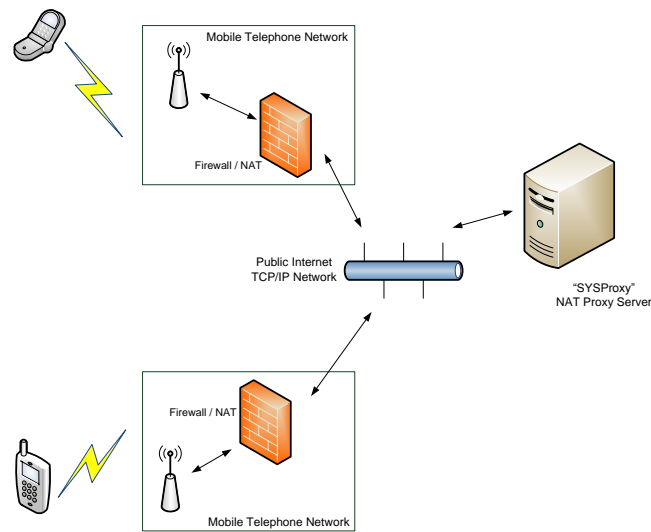 Mobile Telephone Network
Firewall / NAT
Public Internet
TCP/IP Network
“SYSProxy”
NAT Proxy Server
Firewall / NAT
Mobile Telephone Network